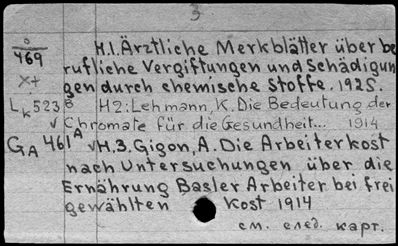 3
o
469
H.1. Ärztliche Merkblätter über be
rufliche Vergiftungen und Schädigun
x+
gen durch chemische Stoffe. 1925.
Lk 523 B
H2: Lehmann, K. Die Bedeutung der
v Chromate für die Gesundheit... 1914
GA 461 A
v H.3. Gigon, A. Die Arbeiterkost
nach Untersuchungen über die
Ernährung Basler Arbeiter bei frei
gewählten Kost 1914
см. след. карт.